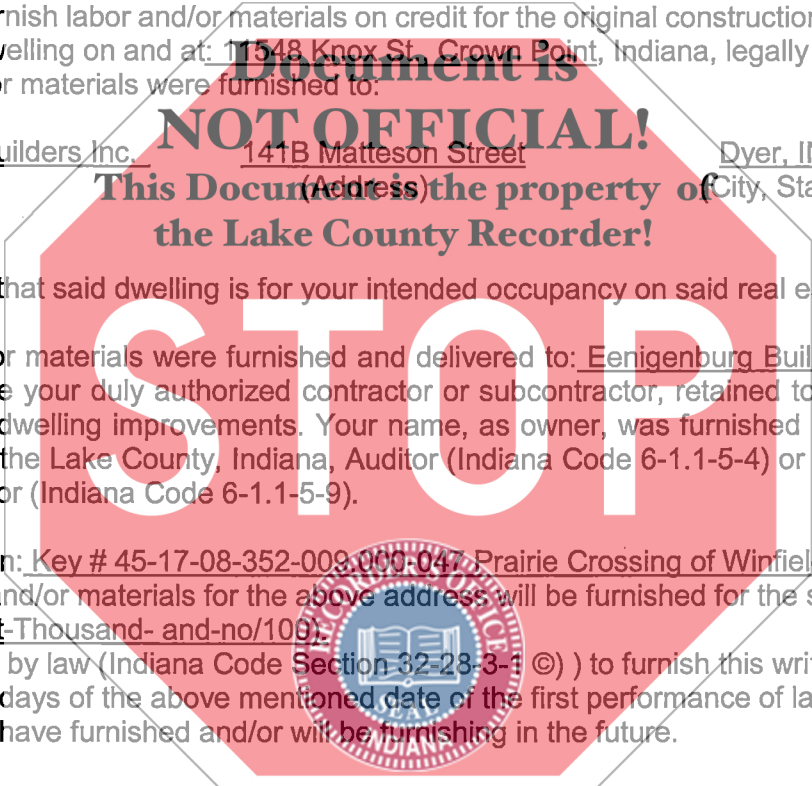 rnish labor and/or materials on credit for the original construction
elling on and at: 11548 Knox St., Crown Point, Indiana, legally
Document is
r materials were furnished to:
NOT OFFICIAL!
uilders Inc. 141B Matteson Street Dyer, IN
This Document is the property of
(Address) City, Sta
the Lake County Recorder!
that said dwelling is for your intended occupancy on said real e
STOP
or materials were furnished and delivered to: Eenigenburg Buil
e your duly authorized contractor or subcontractor, retained to
dwelling improvements. Your name, as owner, was furnished
the Lake County, Indiana, Auditor (Indiana Code 6-1.1-5-4) or
or (Indiana Code 6-1.1-5-9).
n: Key # 45-17-08-352-009.000-047 Prairie Crossing of Winfiel
nd/or materials for the above address will be furnished for the s
t-Thousand- and-no/100).
by law (Indiana Code Section 32-28-3-1 ©) ) to furnish this writ
days of the above mentioned date of the first performance of la
have furnished and/or will be furnishing in the future.
RECORDER'S OFFICE
SEAL
INDIANA